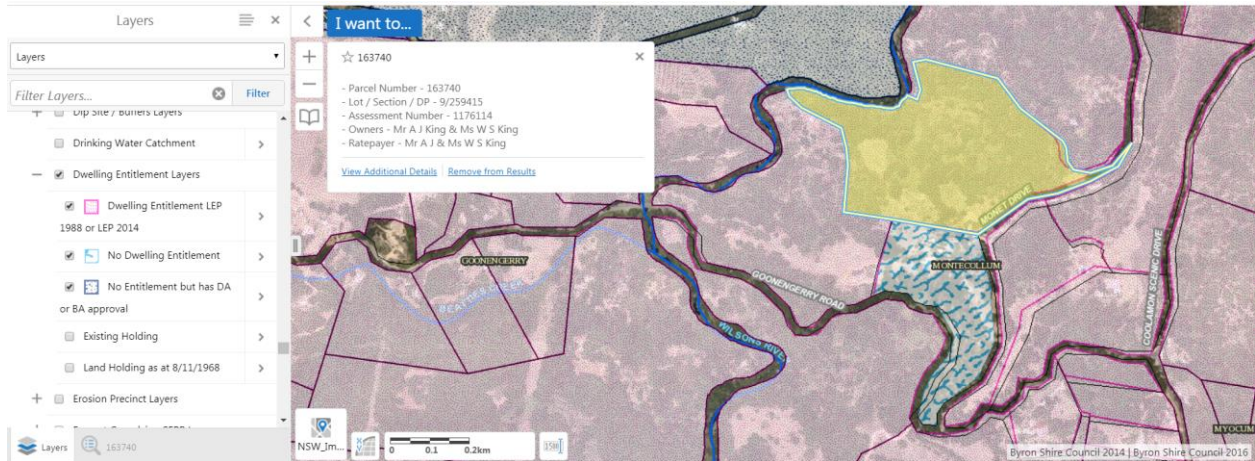 Layers
Layers
Filter Layers...
Filter
Dip Site / Buffers Layers
Drinking Water Catchment
Dwelling Entitlement Layers
Dwelling Entitlement LEP
1988 or LEP 2014
No Dwelling Entitlement
No Entitlement but has DA
or BA approval
Existing Holding
Land Holding as at 8/11/1968
Erosion Precinct Layers
Layers
163740
I want to...
163740
- Parcel Number - 163740
- Lot / Section / DP - 9/259415
- Assessment Number - 1176114
- Owners - Mr A J King & Ms W S King
- Ratepayer - Mr A J & Ms W S King
View Additional Details
Remove from Results
MONET DRIVE
GOONENGERRY
MONTECOLLUM
GOONENGERRY ROAD
COOLAMON SCENIC DRIVE
WILSONS RIVER
MYOCUM
NSW_Im...
0 0.1 0.2km
Byron Shire Council 2014 | Byron Shire Council 2016